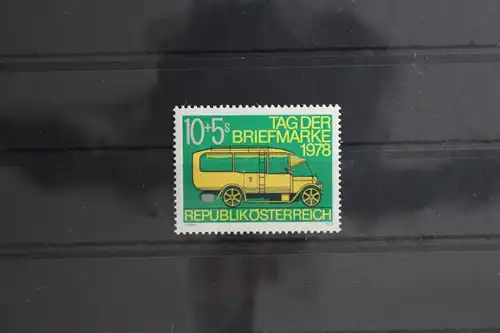 10+5s
TAG DER
BRIEFMARKE
1978
REPUBLIK ÖSTERREICH